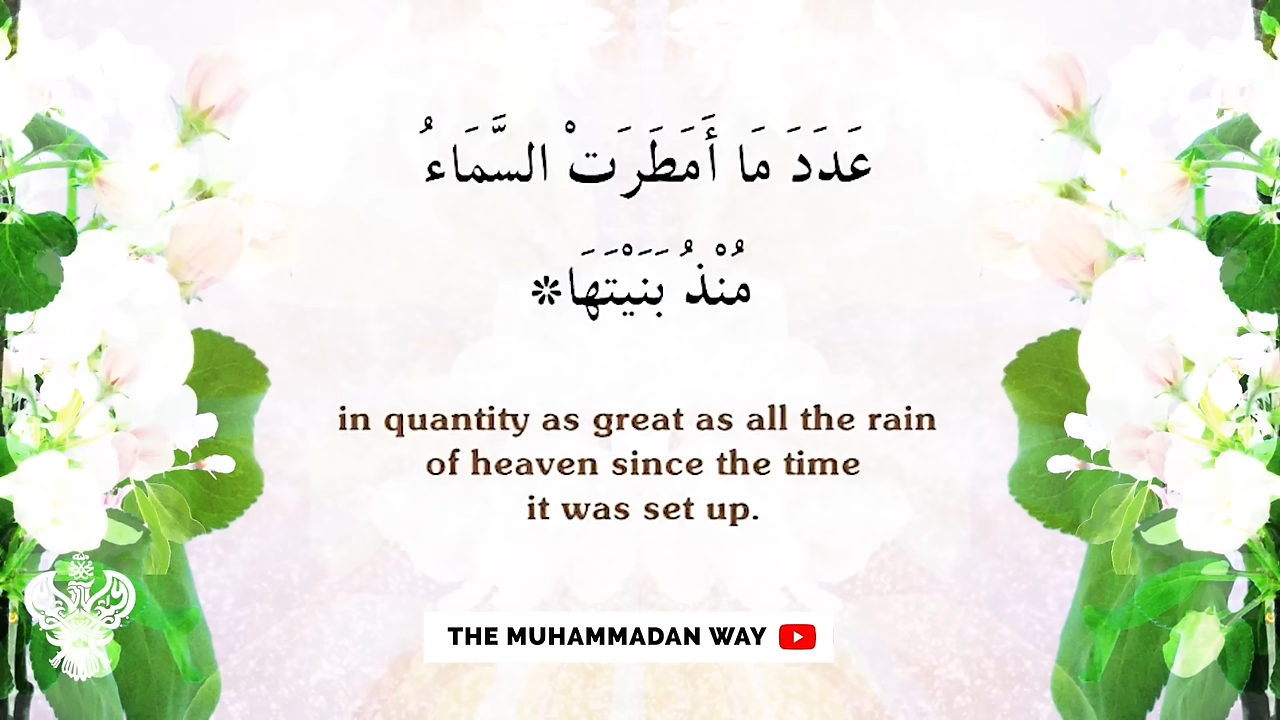 عَدَدَ مَا أَمَطَرَتْ السَّمَاءُ
مُنْذُ بَنَيْتَهَا*
in quantity as great as all the rain
of heaven since the time
it was set up.
THE MUHAMMADAN WAY